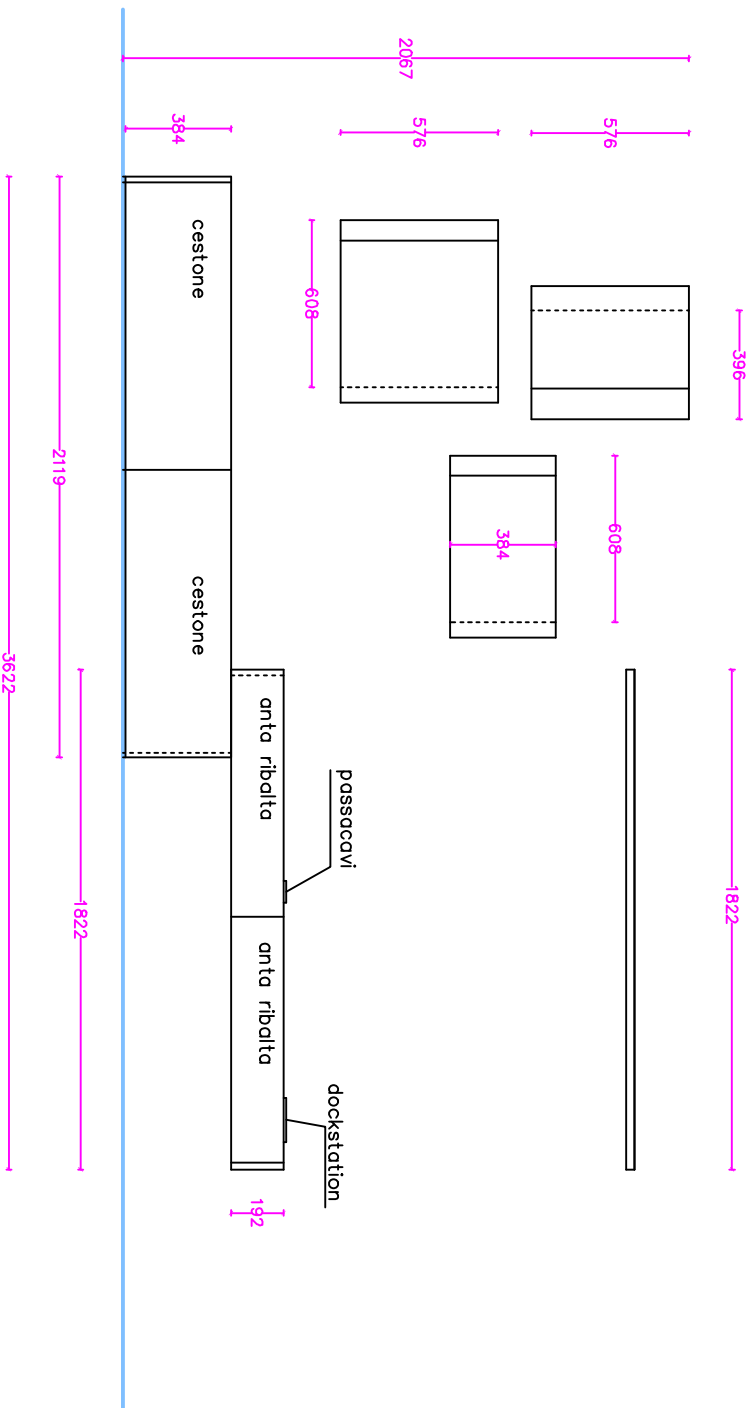 1822
396
576
608
576
384
608
2067
passacavi
dockstation
384
cestone
cestone
anta ribalta
anta ribalta
192
2119
1822
3622